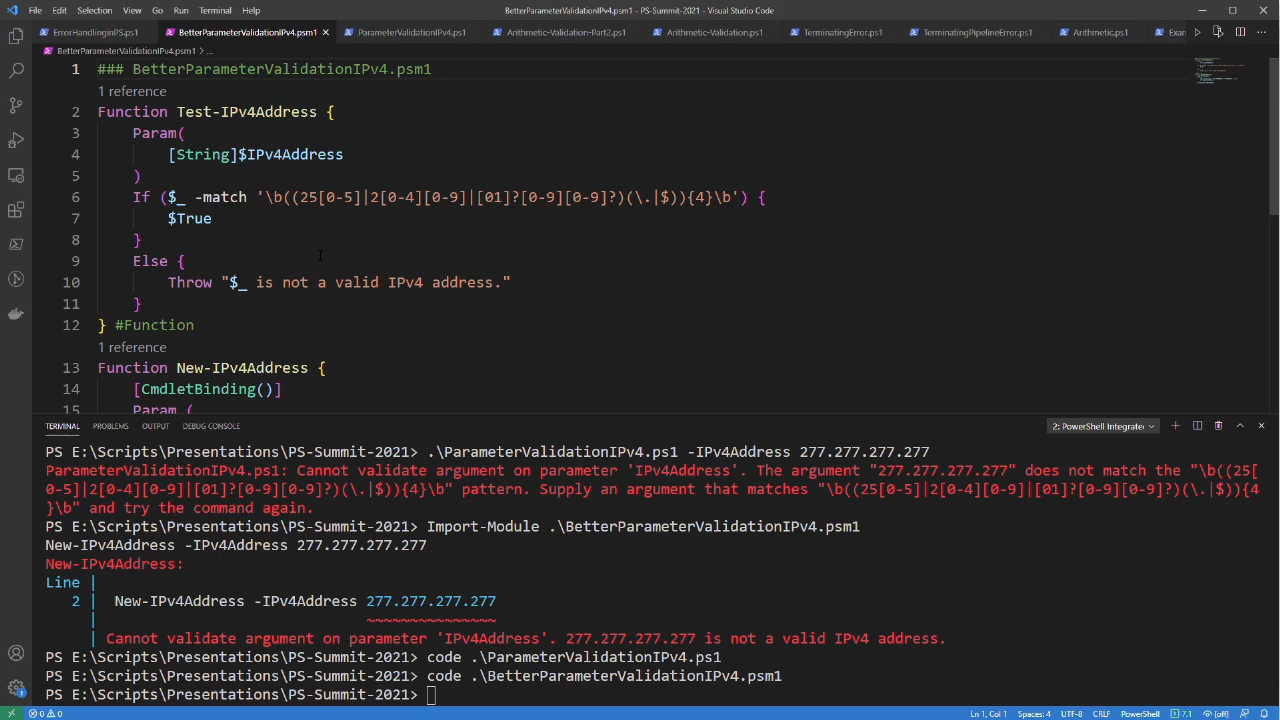 File Edit Selection View Go Run Terminal Help BetterParameterValidationIPv4.psm1 - PS-Summit-2021 - Visual Studio Code
ErrorHandlinginPS.ps1 BetterParameterValidationIPv4.psm1 ParameterValidationIPv4.ps1 Arithmetic-Validation-Part2.ps1 Arithmetic-Validation.ps1 TerminatingError.ps1 TerminatingPipelineError.ps1 Arithmetic.ps1 Exam
BetterParameterValidationIPv4.psm1 > ...
1 ### BetterParameterValidationIPv4.psm1
1 reference
2 Function Test-IPv4Address {
3 Param(
4 [String]$IPv4Address
5 )
6 If ($_ -match '\b((25[0-5]|2[0-4][0-9]|[01]?[0-9][0-9]?)(\.|$)){4}\b') {
7 $True
8 }
9 Else {
10 Throw "$_ is not a valid IPv4 address."
11 }
12 } #Function
1 reference
13 Function New-IPv4Address {
14 [CmdletBinding()]
15 Param (
TERMINAL PROBLEMS OUTPUT DEBUG CONSOLE 2: PowerShell Integrate
PS E:\Scripts\Presentations\PS-Summit-2021> .\ParameterValidationIPv4.ps1 -IPv4Address 277.277.277.277
ParameterValidationIPv4.ps1: Cannot validate argument on parameter 'IPv4Address'. The argument "277.277.277.277" does not match the "\b((25[
0-5]|2[0-4][0-9]|[01]?[0-9][0-9]?)(\.|$)){4}\b" pattern. Supply an argument that matches "\b((25[0-5]|2[0-4][0-9]|[01]?[0-9][0-9]?)(\.|$)){4
}\b" and try the command again.
PS E:\Scripts\Presentations\PS-Summit-2021> Import-Module .\BetterParameterValidationIPv4.psm1
New-IPv4Address -IPv4Address 277.277.277.277
New-IPv4Address:
Line |
2 | New-IPv4Address -IPv4Address 277.277.277.277
| ~~~~~~~~~~~~~~~
| Cannot validate argument on parameter 'IPv4Address'. 277.277.277.277 is not a valid IPv4 address.
PS E:\Scripts\Presentations\PS-Summit-2021> code .\ParameterValidationIPv4.ps1
PS E:\Scripts\Presentations\PS-Summit-2021> code .\BetterParameterValidationIPv4.psm1
PS E:\Scripts\Presentations\PS-Summit-2021>
0 0 Ln 1, Col 1 Spaces: 4 UTF-8 CRLF PowerShell 7.1 [off]